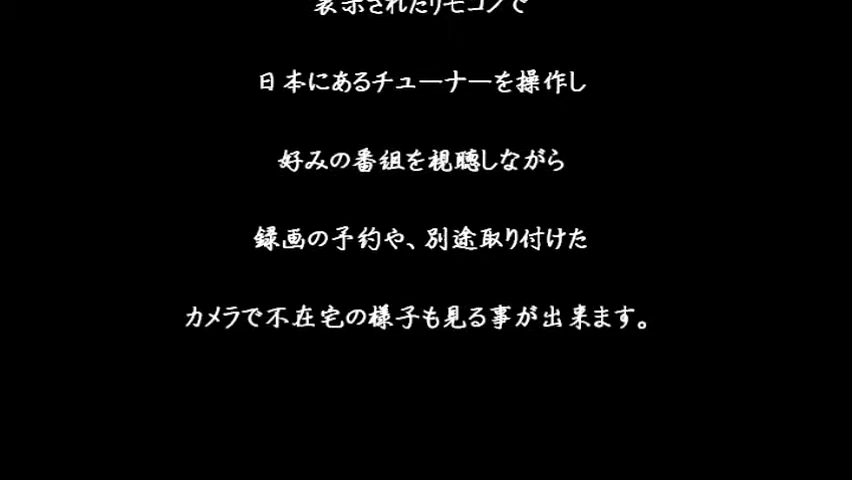 表示されたリモコンで
日本にあるチューナーを操作し
好みの番組を視聴しながら
録画の予約や、別途取り付けた
カメラで不在宅の様子も見る事が出来ます。